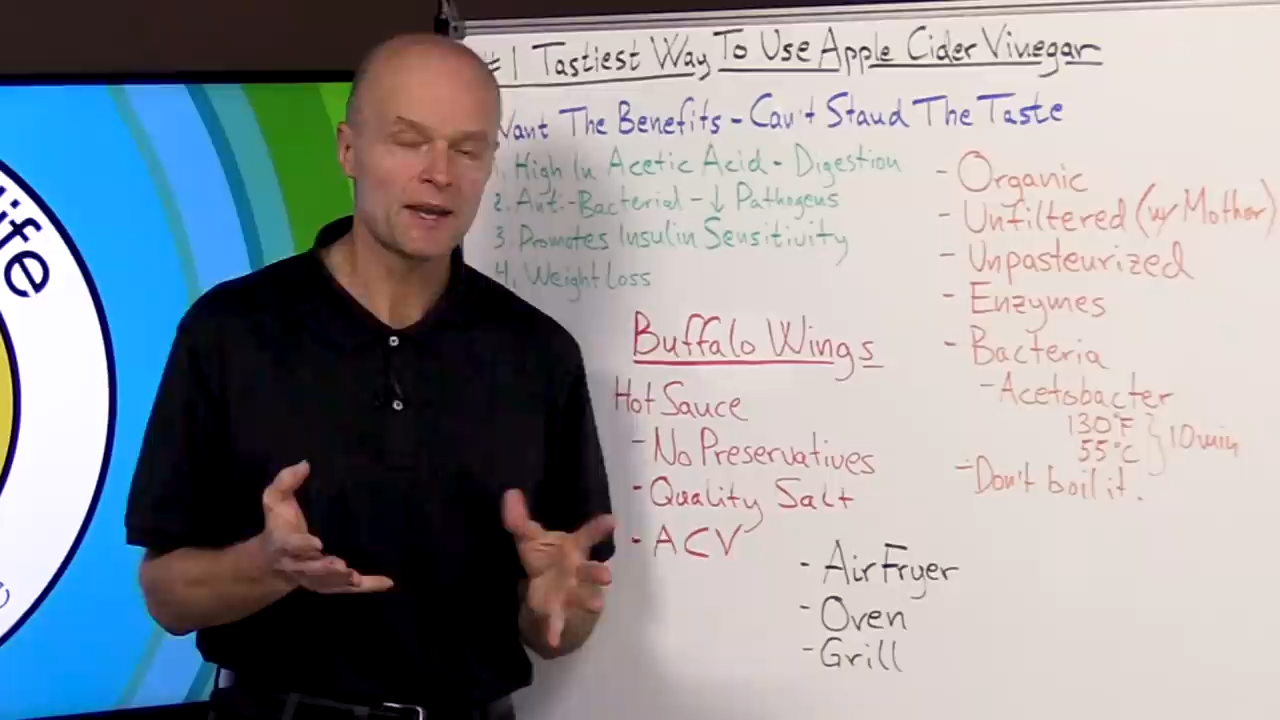 #1 Tastiest Way To Use Apple Cider Vinegar
Want The Benefits - Can't Stand The Taste
1. High In Acetic Acid - Digestion
2. Anti-Bacterial - ↓ Pathogens
3. Promotes Insulin Sensitivity
4. Weight Loss
- Organic
- Unfiltered (w/ Mother)
- Unpasteurized
- Enzymes
- Bacteria
- Acetobacter
130°F
55°C } 10 min
- Don't boil it.
Buffalo Wings
Hot Sauce
- No Preservatives
- Quality Salt
- ACV
- Air Fryer
- Oven
- Grill
ife